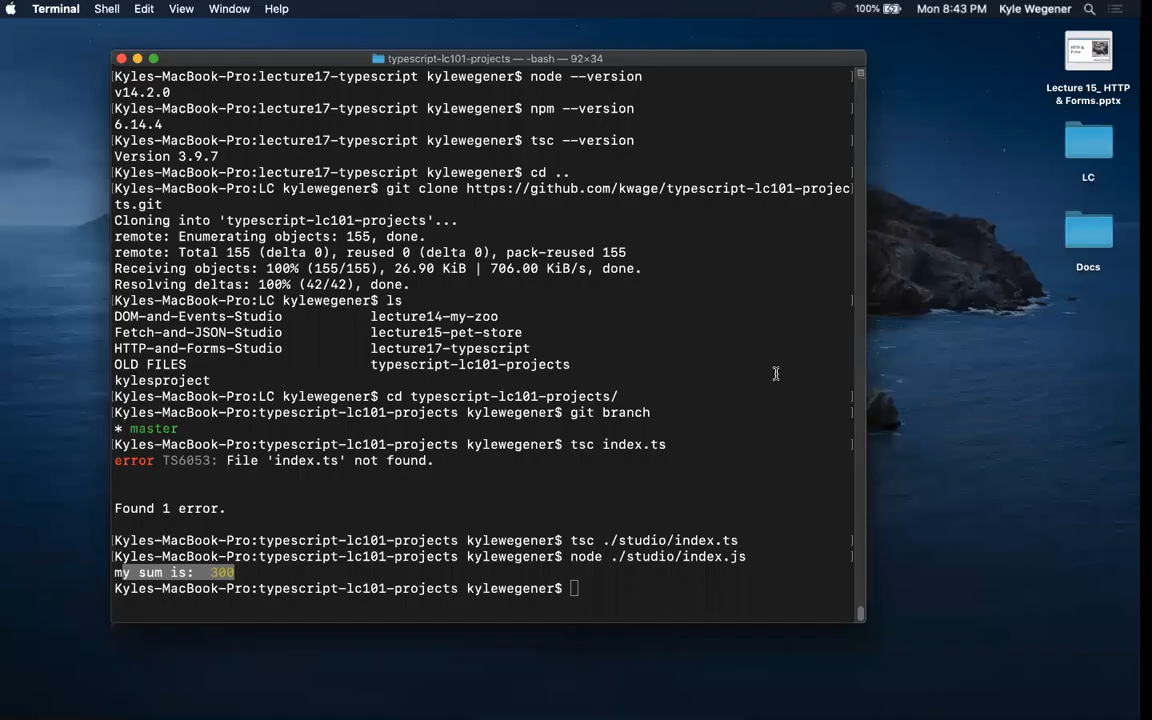 Terminal Shell Edit View Window Help 100% Mon 8:43 PM Kyle Wegener
typescript-lc101-projects — -bash — 92×34
Kyles-MacBook-Pro:lecture17-typescript kylewegener$ node --version
v14.2.0
Kyles-MacBook-Pro:lecture17-typescript kylewegener$ npm --version
6.14.4
Kyles-MacBook-Pro:lecture17-typescript kylewegener$ tsc --version
Version 3.9.7
Kyles-MacBook-Pro:lecture17-typescript kylewegener$ cd ..
Kyles-MacBook-Pro:LC kylewegener$ git clone https://github.com/kwage/typescript-lc101-projec
ts.git
Cloning into 'typescript-lc101-projects'...
remote: Enumerating objects: 155, done.
remote: Total 155 (delta 0), reused 0 (delta 0), pack-reused 155
Receiving objects: 100% (155/155), 26.90 KiB | 706.00 KiB/s, done.
Resolving deltas: 100% (42/42), done.
Kyles-MacBook-Pro:LC kylewegener$ ls
DOM-and-Events-Studio lecture14-my-zoo
Fetch-and-JSON-Studio lecture15-pet-store
HTTP-and-Forms-Studio lecture17-typescript
OLD FILES typescript-lc101-projects
kylesproject
Kyles-MacBook-Pro:LC kylewegener$ cd typescript-lc101-projects/
Kyles-MacBook-Pro:typescript-lc101-projects kylewegener$ git branch
* master
Kyles-MacBook-Pro:typescript-lc101-projects kylewegener$ tsc index.ts
error TS6053: File 'index.ts' not found.
Found 1 error.
Kyles-MacBook-Pro:typescript-lc101-projects kylewegener$ tsc ./studio/index.ts
Kyles-MacBook-Pro:typescript-lc101-projects kylewegener$ node ./studio/index.js
my sum is: 300
Kyles-MacBook-Pro:typescript-lc101-projects kylewegener$
Lecture 15_ HTTP
& Forms.pptx
LC
Docs